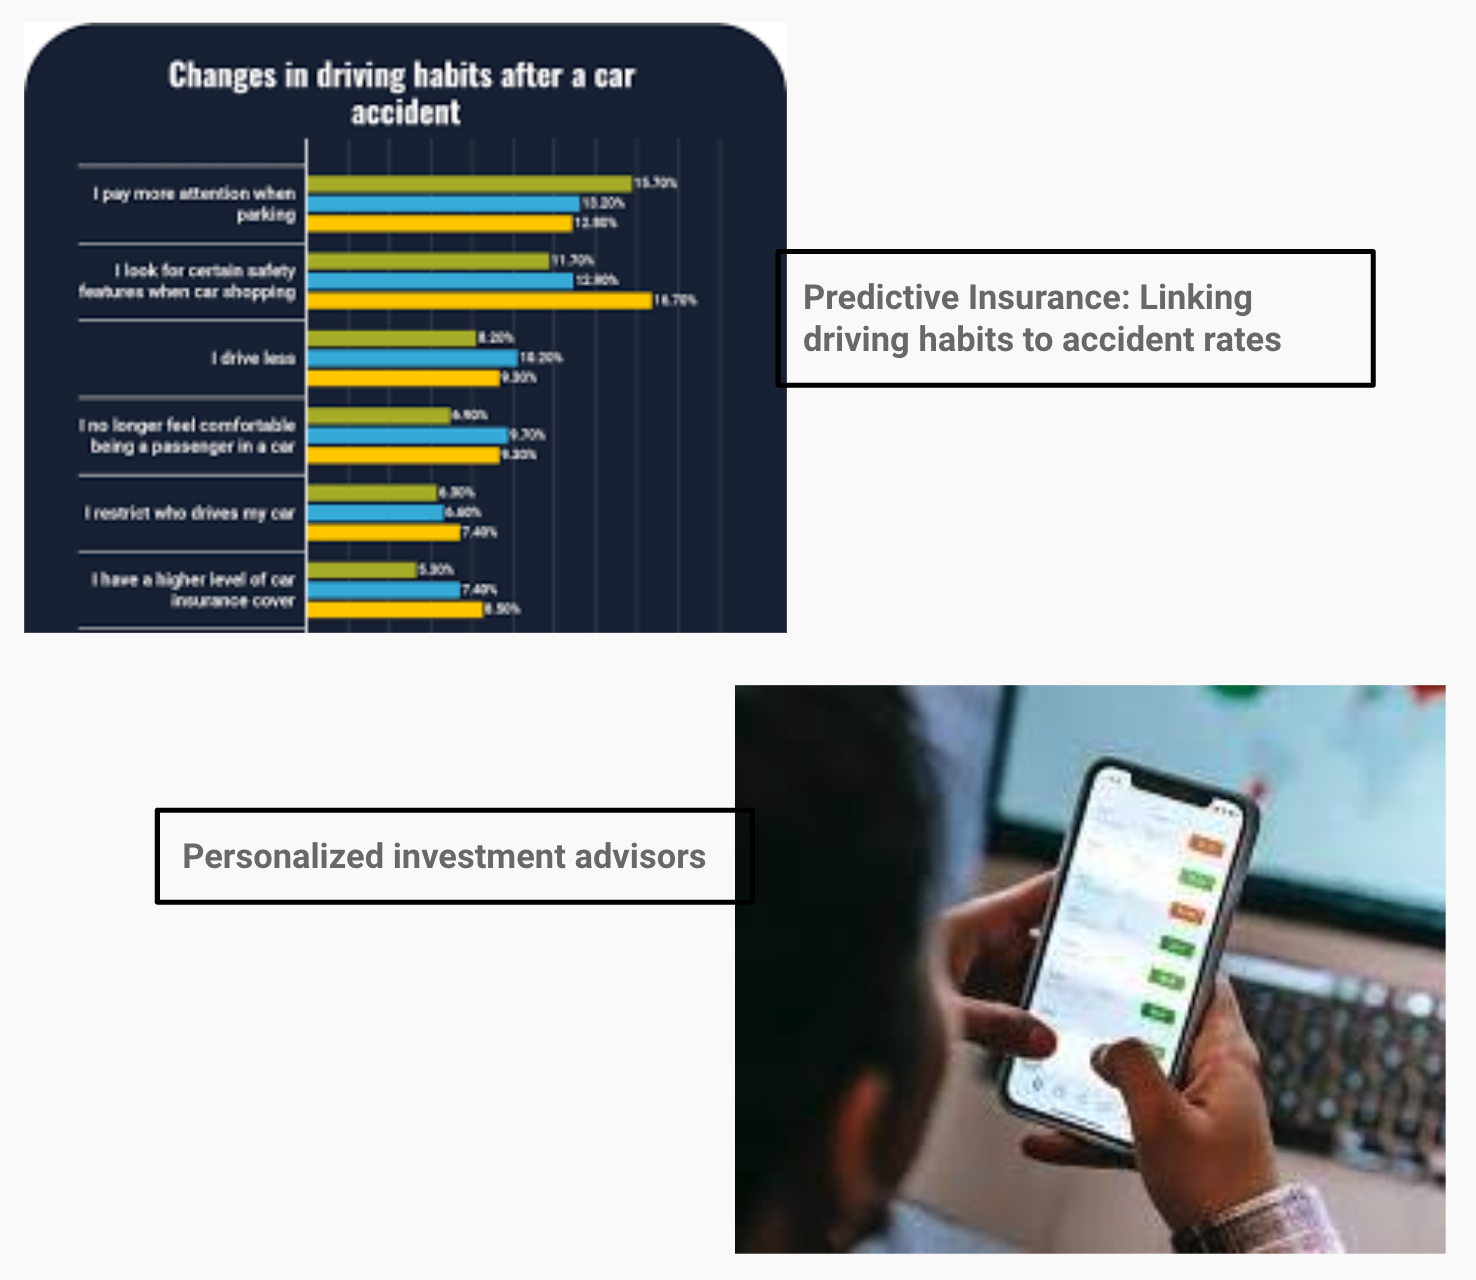 Changes in driving habits after a car
accident
I pay more attention when
parking
15.70%
13.20%
12.80%
I look for certain safety
features when car shopping
11.70%
12.90%
16.70%
I drive less
8.20%
10.20%
9.30%
I no longer feel comfortable
being a passenger in a car
6.90%
9.70%
9.30%
I restrict who drives my car
6.30%
6.60%
7.40%
I have a higher level of car
insurance cover
5.30%
7.40%
8.50%
Predictive Insurance: Linking
driving habits to accident rates
Personalized investment advisors